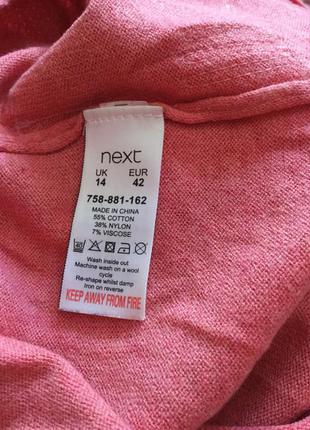 next
UK EUR
14 42
758-881-162
MADE IN CHINA
55% COTTON
38% NYLON
7% VISCOSE
40
Wash inside out
Machine wash on a wool
cycle
Re-shape whilst damp
Iron on reverse
KEEP AWAY FROM FIRE